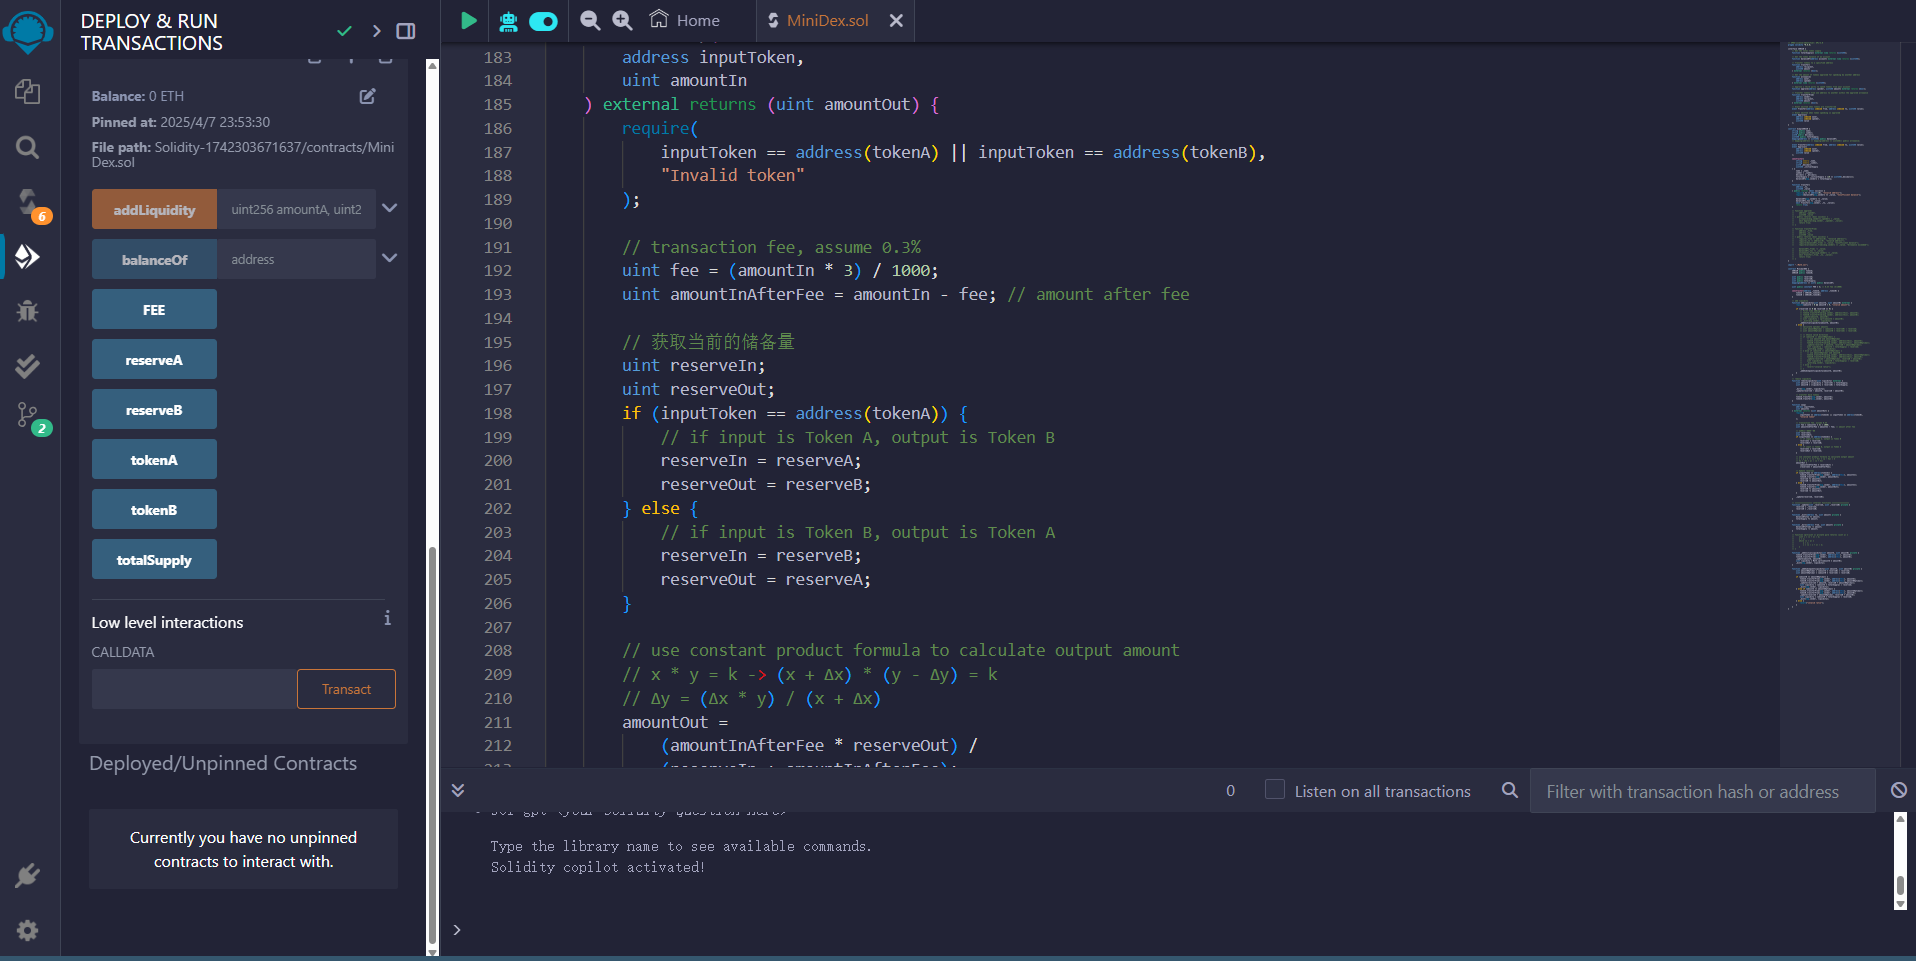 DEPLOY & RUN
TRANSACTIONS
Balance: 0 ETH
Pinned at: 2025/4/7 23:53:30
File path: Solidity-1742303671637/contracts/Mini
Dex.sol
addLiquidity uint256 amountA, uint2
balanceOf address
FEE
reserveA
reserveB
tokenA
tokenB
totalSupply
Low level interactions
i
CALLDATA
Transact
Deployed/Unpinned Contracts
Currently you have no unpinned
contracts to interact with.
6
2
Home
MiniDex.sol
183 address inputToken,
184 uint amountIn
185 ) external returns (uint amountOut) {
186 require(
187 inputToken == address(tokenA) || inputToken == address(tokenB),
188 "Invalid token"
189 );
190
191 // transaction fee, assume 0.3%
192 uint fee = (amountIn * 3) / 1000;
193 uint amountInAfterFee = amountIn - fee; // amount after fee
194
195 // 获取当前的储备量
196 uint reserveIn;
197 uint reserveOut;
198 if (inputToken == address(tokenA)) {
199 // if input is Token A, output is Token B
200 reserveIn = reserveA;
201 reserveOut = reserveB;
202 } else {
203 // if input is Token B, output is Token A
204 reserveIn = reserveB;
205 reserveOut = reserveA;
206 }
207
208 // use constant product formula to calculate output amount
209 // x * y = k -> (x + Δx) * (y - Δy) = k
210 // Δy = (Δx * y) / (x + Δx)
211 amountOut =
212 (amountInAfterFee * reserveOut) /
0
Listen on all transactions
Filter with transaction hash or address
Type the library name to see available commands.
Solidity copilot activated!
>